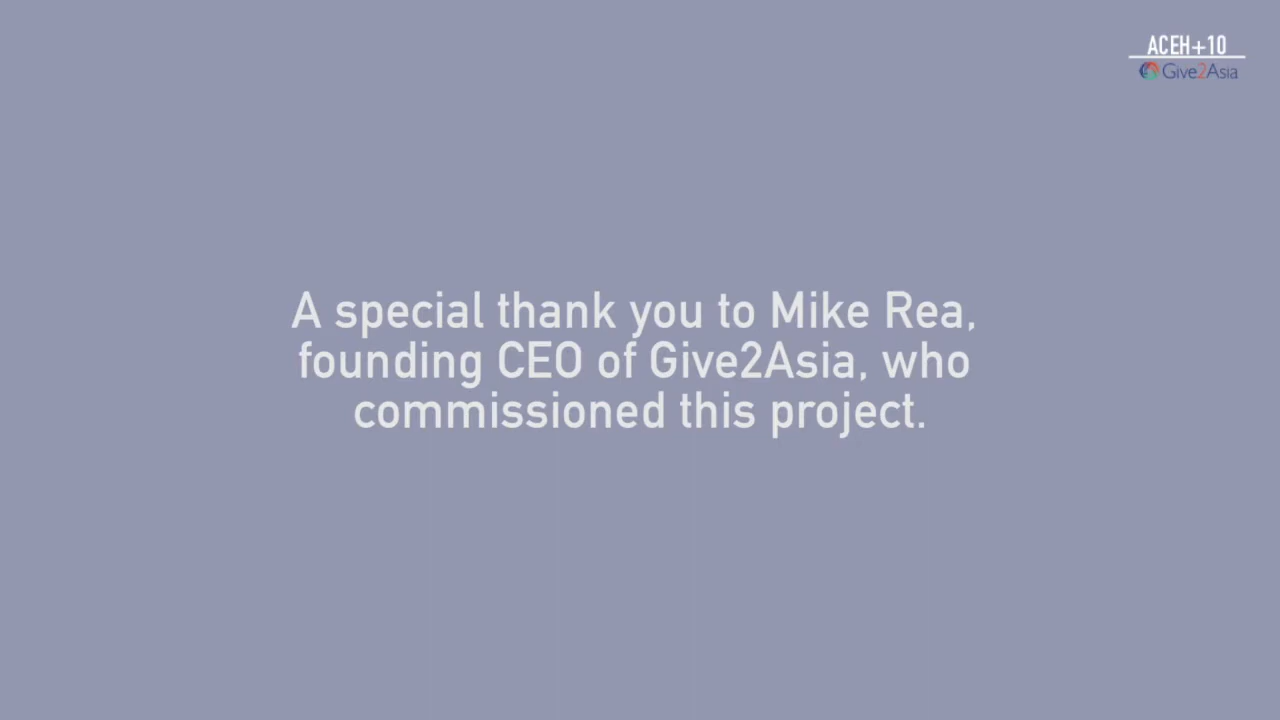 ACEH+10
Give2Asia
A special thank you to Mike Rea,
founding CEO of Give2Asia, who
commissioned this project.